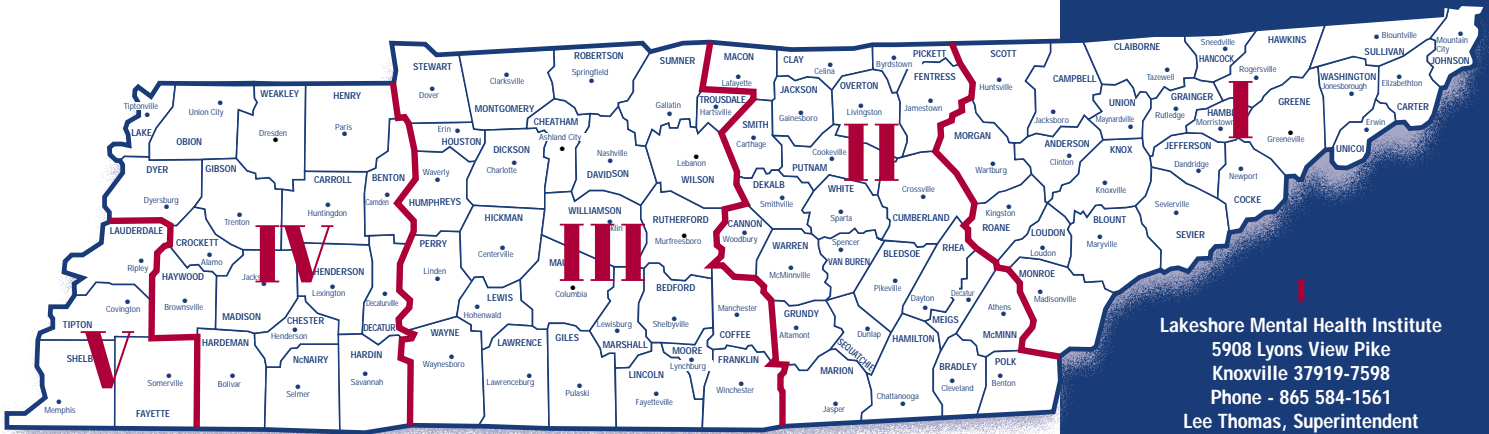 STEWART
Dover
ROBERTSON
Springfield
Clarksville
MONTGOMERY
SUMNER
Gallatin
MACON
Lafayette
TROUSDALE
Hartsville
CLAY
Celina
PICKETT
Byrdstown
FENTRESS
Jamestown
SCOTT
Huntsville
CAMPBELL
Jacksboro
CLAIBORNE
Tazewell
Sneedville
HANCOCK
HAWKINS
Rogersville
Blountville
SULLIVAN
Mountain
City
JOHNSON
WASHINGTON
Jonesborough
Elizabethton
CARTER
Erwin
UNICOI
GREENE
Greeneville
I
Tiptonville
LAKE
Union City
OBION
WEAKLEY
Dresden
HENRY
Paris
Erin
HOUSTON
DICKSON
Charlotte
CHEATHAM
Ashland City
Nashville
DAVIDSON
Lebanon
WILSON
SMITH
Carthage
JACKSON
Gainesboro
OVERTON
Livingston
II
Cookeville
PUTNAM
MORGAN
Wartburg
ANDERSON
Clinton
UNION
Maynardville
GRAINGER
Rutledge
HAMB
Morristown
JEFFERSON
Dandridge
KNOX
Knoxville
Newport
COCKE
Sevierville
SEVIER
BLOUNT
Maryville
DYER
Dyersburg
GIBSON
Trenton
CARROLL
Huntingdon
BENTON
Camden
Waverly
HUMPHREYS
HICKMAN
Centerville
WILLIAMSON
klin
RUTHERFORD
Murfreesboro
CANNON
Woodbury
DEKALB
Smithville
WHITE
Sparta
Crossville
CUMBERLAND
Kingston
ROANE
LOUDON
Loudon
MONROE
Madisonville
LAUDERDALE
Ripley
CROCKETT
Alamo
HAYWOOD
Brownsville
IV
Jacks
MADISON
HENDERSON
Lexington
Decaturville
DECATUR
PERRY
Linden
LEWIS
Hohenwald
III
MAU
Columbia
BEDFORD
Shelbyville
Manchester
COFFEE
WARREN
McMinnville
Spencer
VAN BUREN
BLEDSOE
Pikeville
RHEA
Dayton
Decatur
MEIGS
Athens
McMINN
Covington
TIPTON
V
SHELB
Memphis
Somerville
FAYETTE
HARDEMAN
Bolivar
CHESTER
Henderson
McNAIRY
Selmer
HARDIN
Savannah
WAYNE
Waynesboro
LAWRENCE
Lawrenceburg
GILES
Pulaski
Lewisburg
MARSHALL
LINCOLN
Fayetteville
MOORE
Lynchburg
FRANKLIN
Winchester
GRUNDY
Altamont
Dunlap
SEQUATCHIE
MARION
Jasper
HAMILTON
Chattanooga
BRADLEY
Cleveland
POLK
Benton
I
Lakeshore Mental Health Institute
5908 Lyons View Pike
Knoxville 37919-7598
Phone - 865 584-1561
Lee Thomas, Superintendent